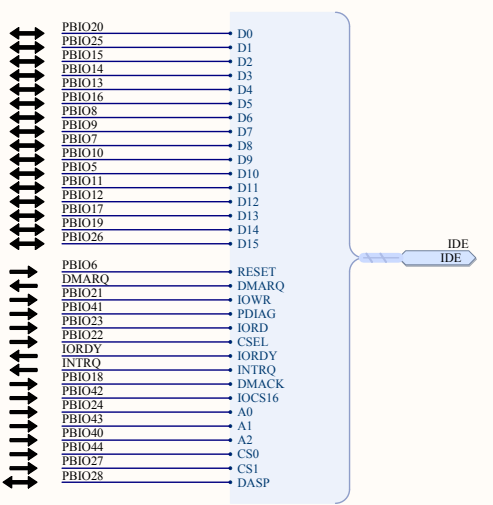 PBIO20 D0
PBIO25 D1
PBIO15 D2
PBIO14 D3
PBIO13 D4
PBIO16 D5
PBIO8 D6
PBIO9 D7
PBIO7 D8
PBIO10 D9
PBIO5 D10
PBIO11 D11
PBIO12 D12
PBIO17 D13
PBIO19 D14
PBIO26 D15
IDE
IDE
PBIO6 RESET
DMARQ DMARQ
PBIO21 IOWR
PBIO41 PDIAG
PBIO23 IORD
PBIO22 CSEL
IORDY IORDY
INTRQ INTRQ
PBIO18 DMACK
PBIO42 IOCS16
PBIO24 A0
PBIO43 A1
PBIO40 A2
PBIO44 CS0
PBIO27 CS1
PBIO28 DASP